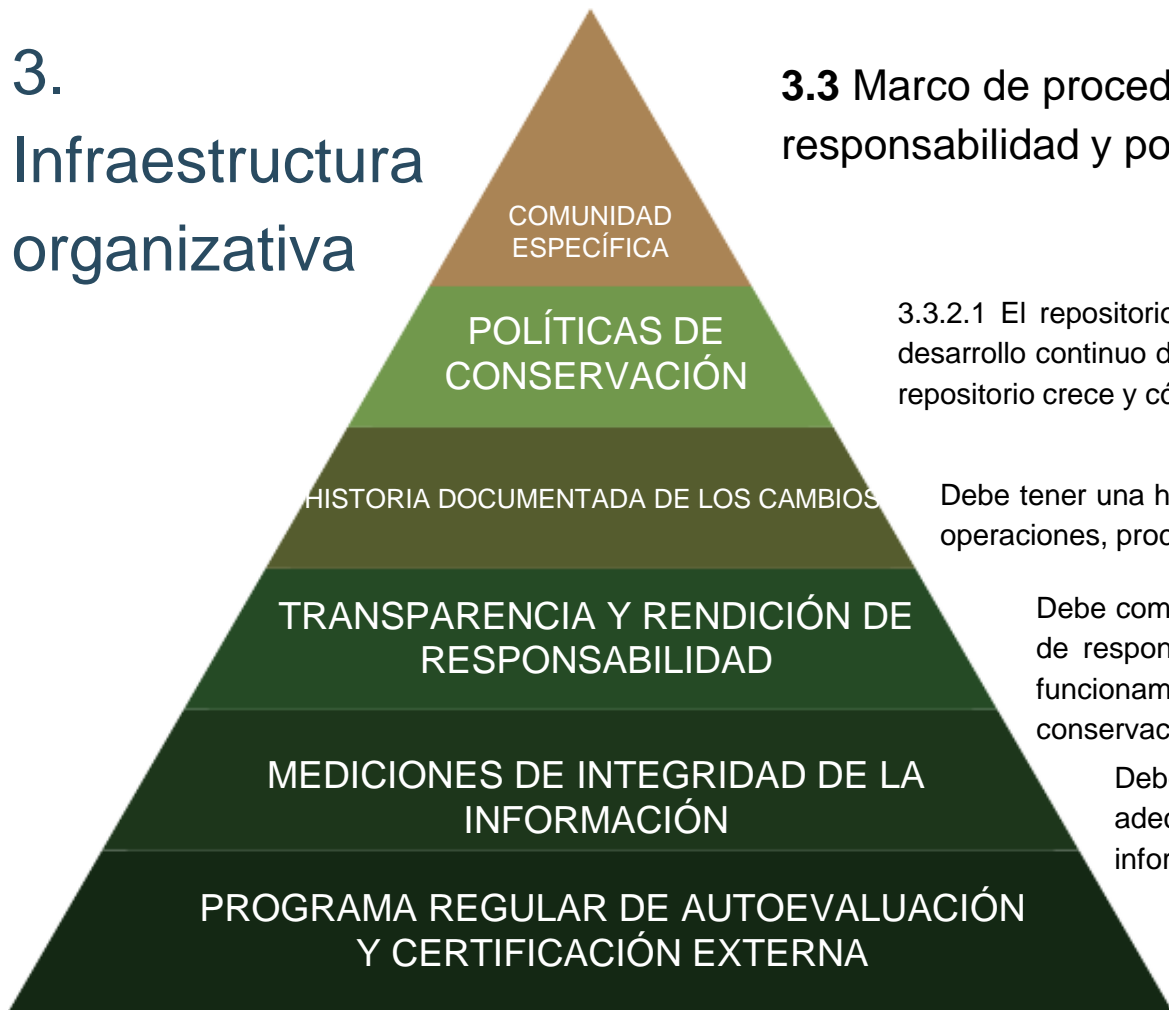 3.
Infraestructura
organizativa
3.3 Marco de proced
responsabilidad y po
COMUNIDAD
ESPECÍFICA
3.3.2.1 El repositorio
desarrollo continuo d
repositorio crece y có
POLÍTICAS DE
CONSERVACIÓN
HISTORIA DOCUMENTADA DE LOS CAMBIOS
Debe tener una h
operaciones, proc
TRANSPARENCIA Y RENDICIÓN DE
RESPONSABILIDAD
Debe com
de respon
funcionam
conservac
MEDICIONES DE INTEGRIDAD DE LA
INFORMACIÓN
Deb
adec
infor
PROGRAMA REGULAR DE AUTOEVALUACIÓN
Y CERTIFICACIÓN EXTERNA